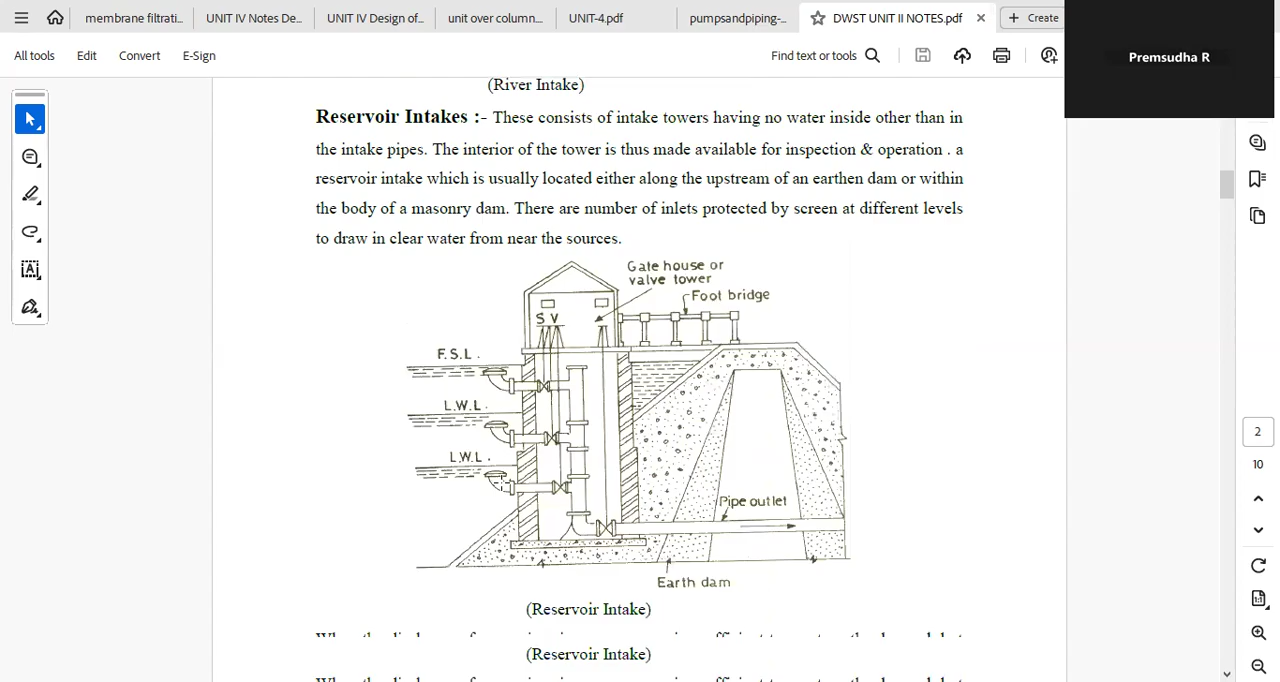 membrane filtrati...
UNIT IV Notes De...
UNIT IV Design of...
unit over column...
UNIT-4.pdf
pumpsandpiping-...
DWST UNIT II NOTES.pdf
Create
Premsudha R
All tools
Edit
Convert
E-Sign
Find text or tools
(River Intake)
Reservoir Intakes :- These consists of intake towers having no water inside other than in
the intake pipes. The interior of the tower is thus made available for inspection & operation . a
reservoir intake which is usually located either along the upstream of an earthen dam or within
the body of a masonry dam. There are number of inlets protected by screen at different levels
to draw in clear water from near the sources.
Gate house or
valve tower
Foot bridge
S V
F.S.L.
L.W.L.
L.W.L.
Pipe outlet
Earth dam
2
10
1:1
(Reservoir Intake)
(Reservoir Intake)